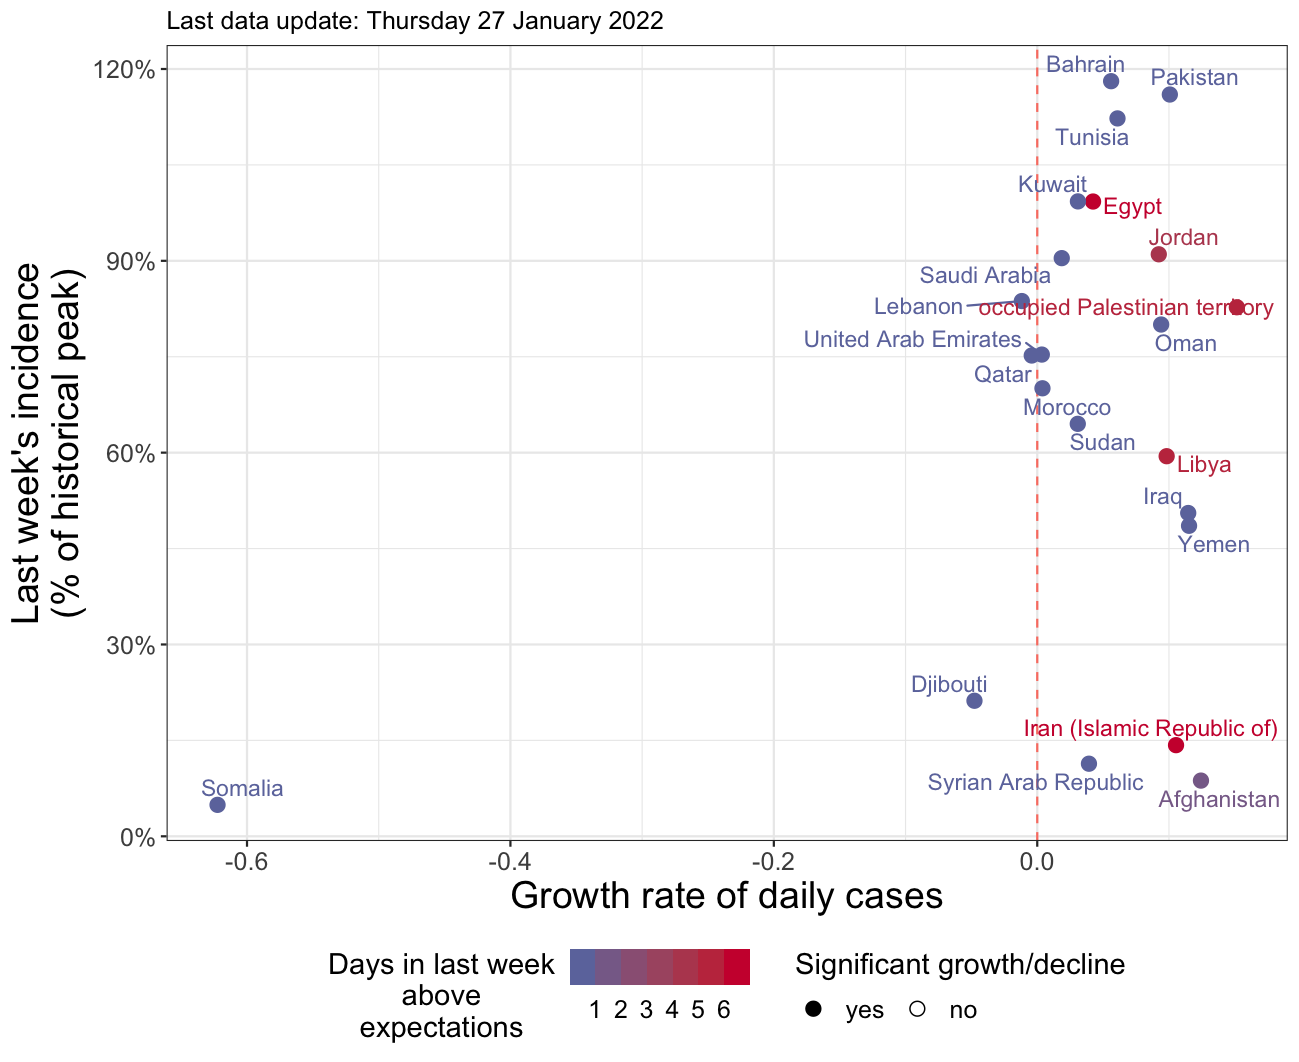 Last data update: Thursday 27 January 2022
120%
90%
60%
30%
0%
Last week's incidence
(% of historical peak)
Bahrain
Pakistan
Tunisia
Kuwait
Egypt
Jordan
Saudi Arabia
Lebanon
occupied Palestinian territory
Oman
United Arab Emirates
Qatar
Morocco
Sudan
Libya
Iraq
Yemen
Djibouti
Iran (Islamic Republic of)
Syrian Arab Republic
Afghanistan
Somalia
-0.6 -0.4 -0.2 0.0
Growth rate of daily cases
Days in last week
above
expectations
1 2 3 4 5 6
Significant growth/decline
yes no